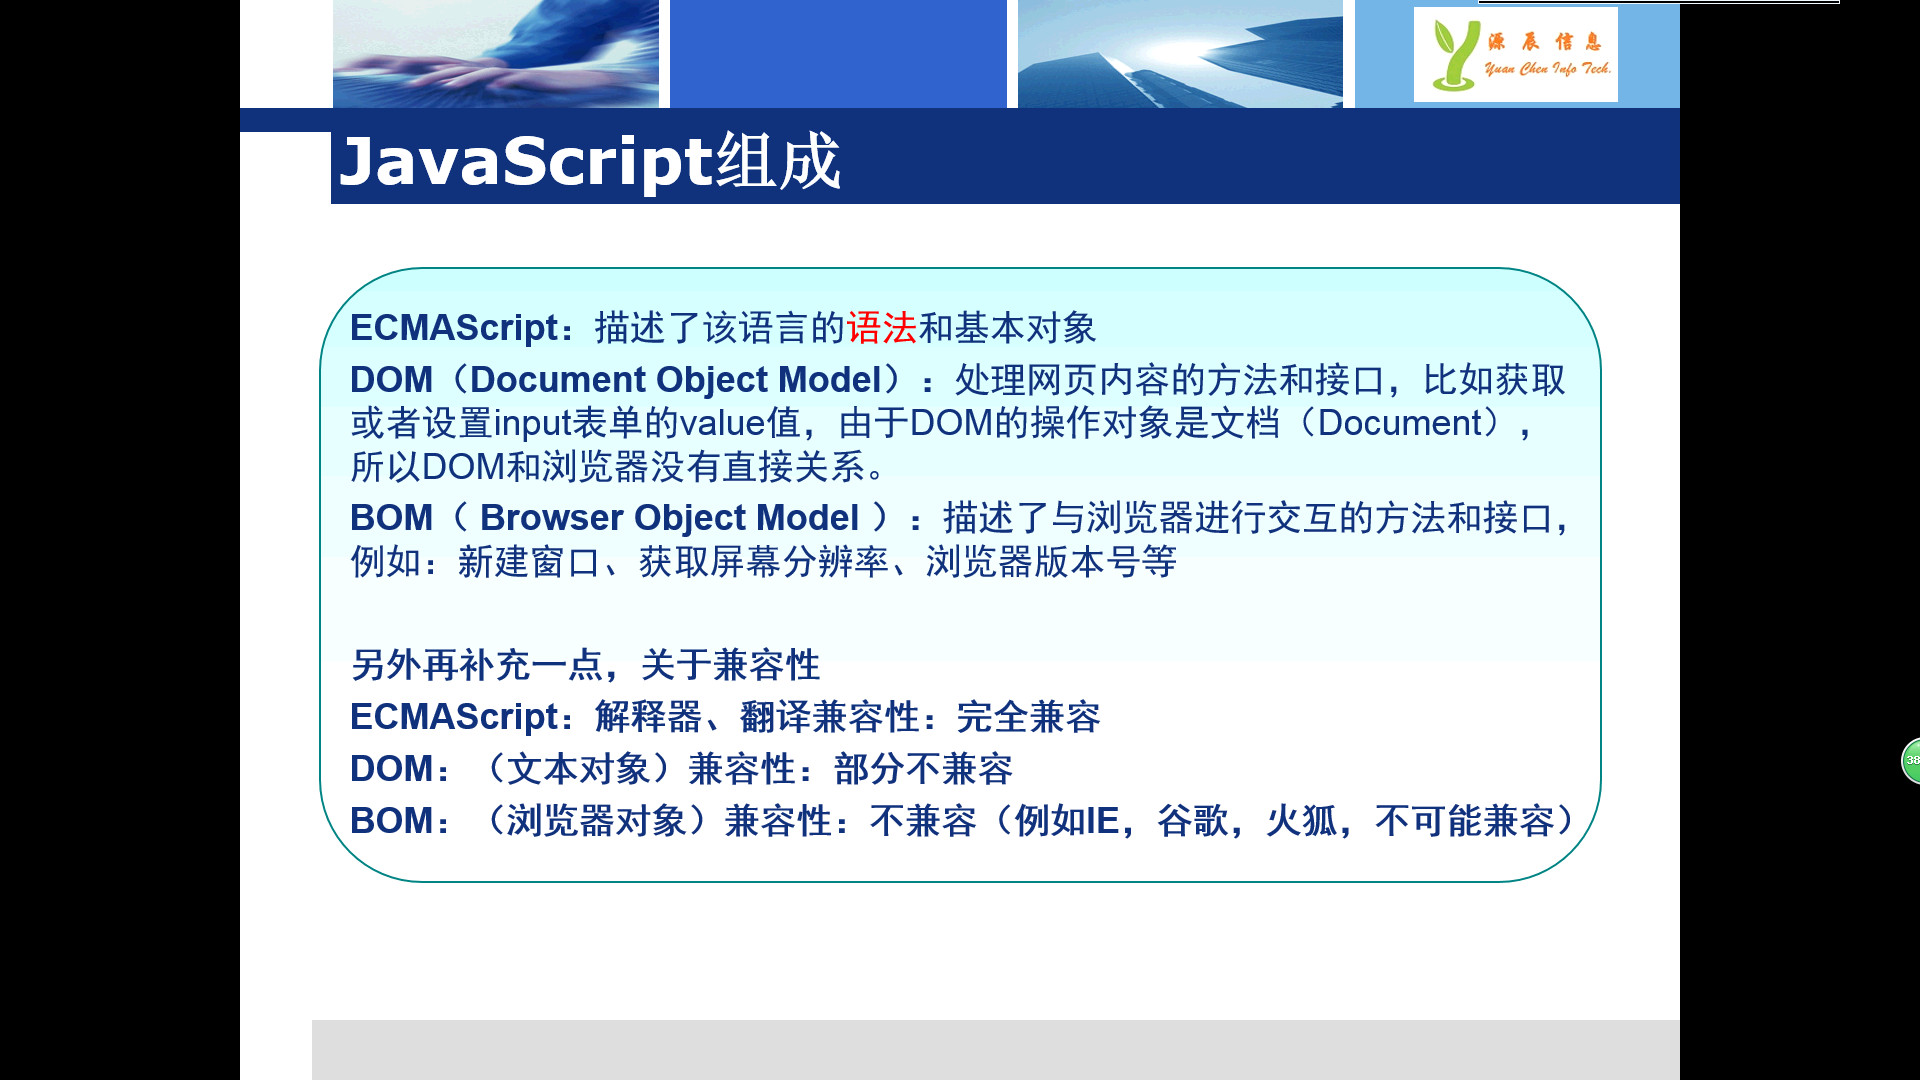 源辰信息
Yuan Chen Info Tech.
JavaScript组成
ECMAScript：描述了该语言的语法和基本对象
DOM（Document Object Model）：处理网页内容的方法和接口，比如获取
或者设置input表单的value值，由于DOM的操作对象是文档（Document），
所以DOM和浏览器没有直接关系。
BOM（ Browser Object Model ）：描述了与浏览器进行交互的方法和接口，
例如：新建窗口、获取屏幕分辨率、浏览器版本号等
另外再补充一点，关于兼容性
ECMAScript：解释器、翻译兼容性：完全兼容
DOM：（文本对象）兼容性：部分不兼容
BOM：（浏览器对象）兼容性：不兼容（例如IE，谷歌，火狐，不可能兼容）
38